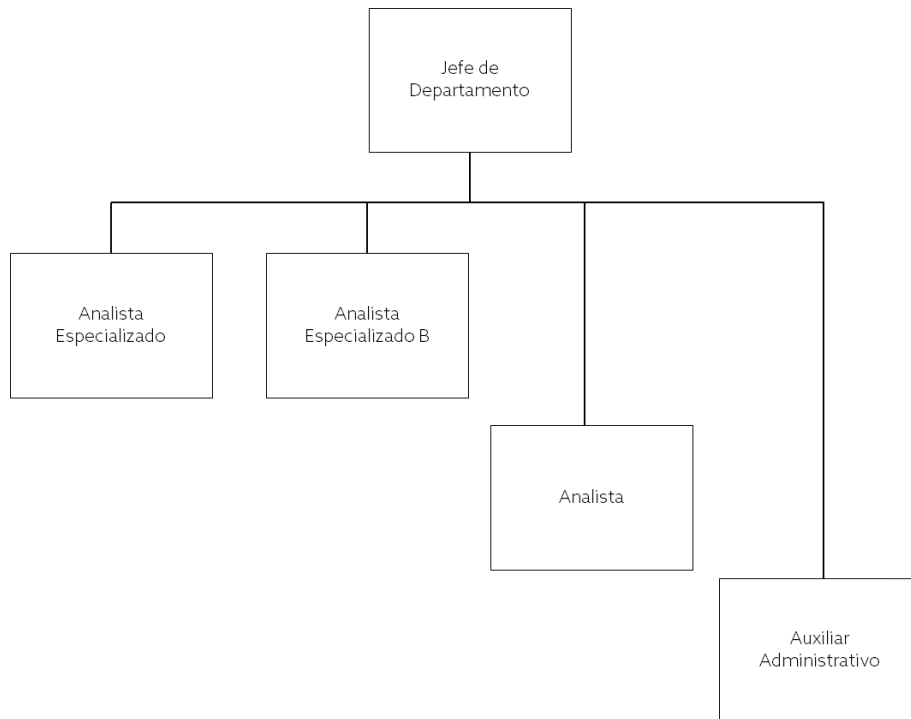 Jefe de
Departamento
Analista
Especializado
Analista
Especializado B
Analista
Auxiliar
Administrativo